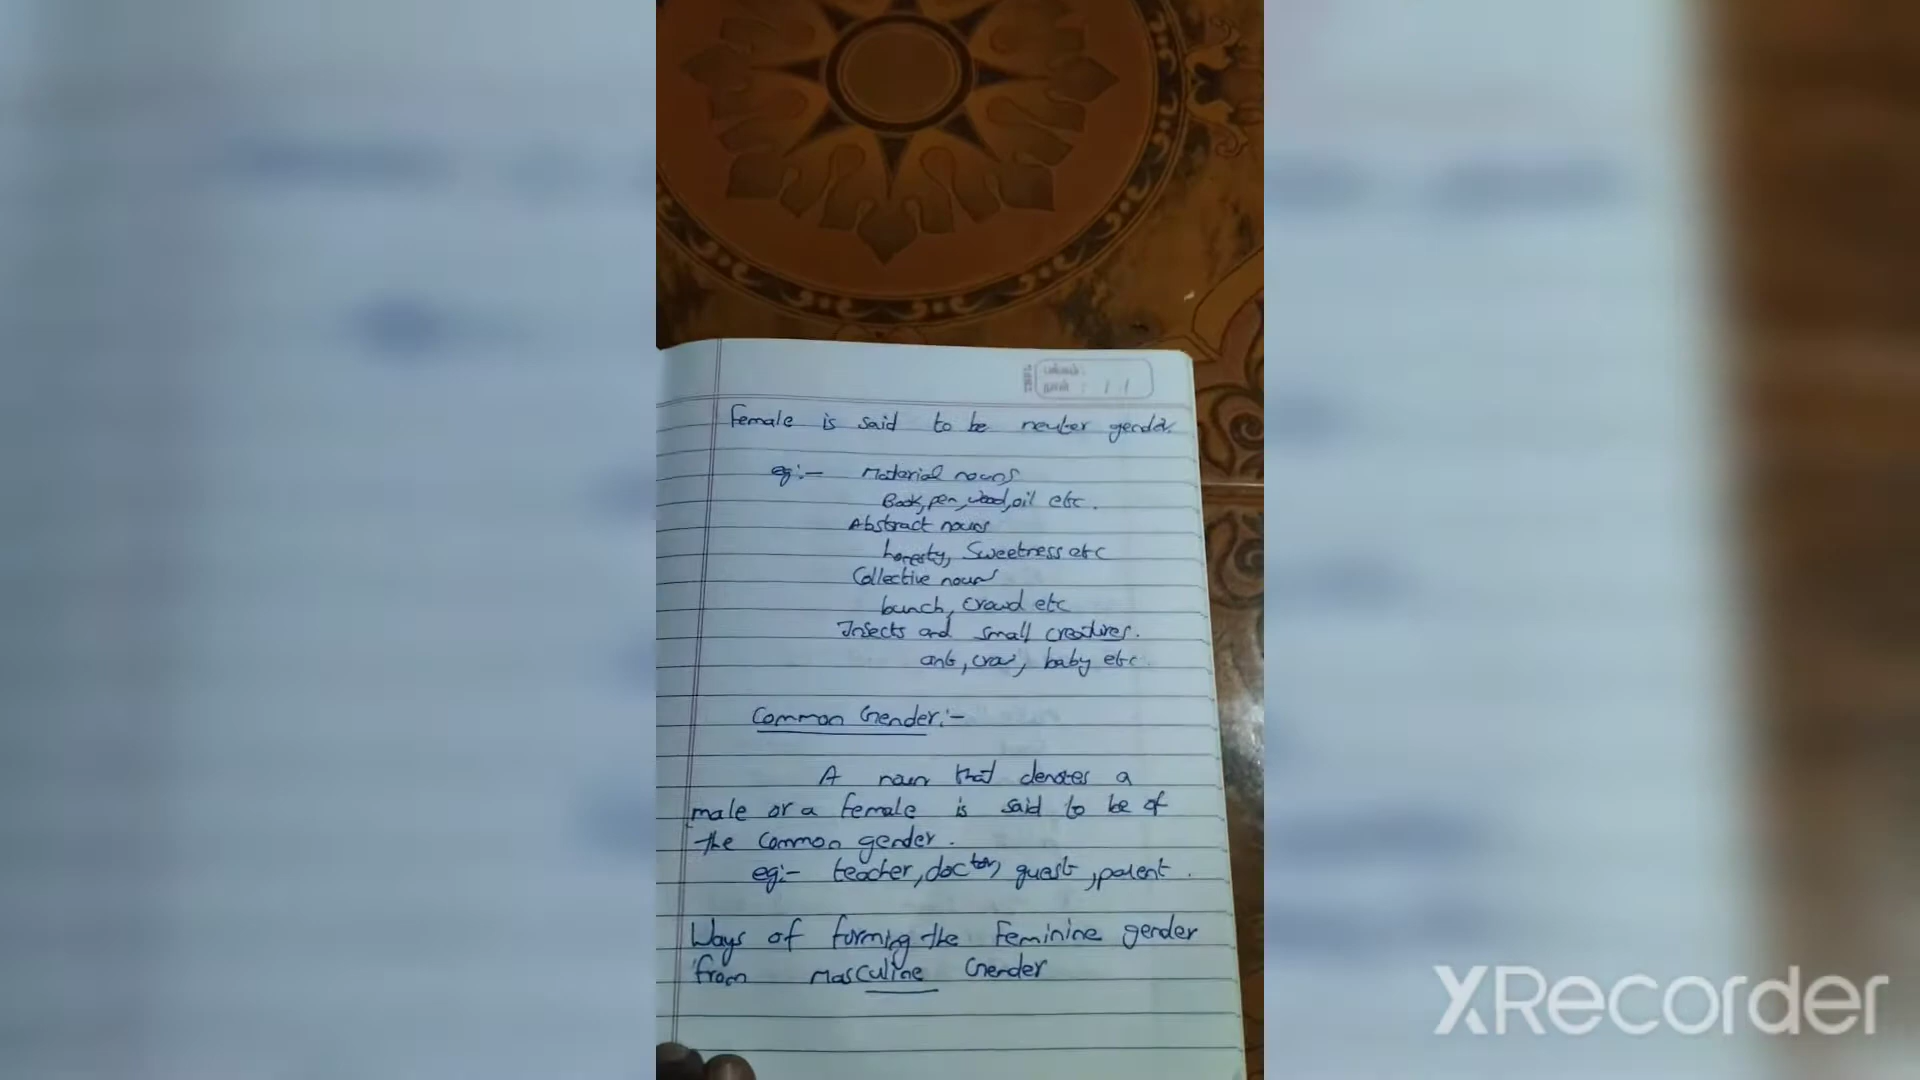 Female is said to be neuter gender.
eg:- Material nouns
Book, pen, wood, oil etc.
Abstract nouns
honesty, Sweetness etc
Collective nouns
bunch, crowd etc
Insects and small creatures.
ant, crow, baby etc.
Common Gender:-
A noun that denotes a
male or a female is said to be of
the common gender.
eg:- teacher, doctor, guest, parent.
Ways of forming the Feminine gender
from Masculine Gender
XRecorder